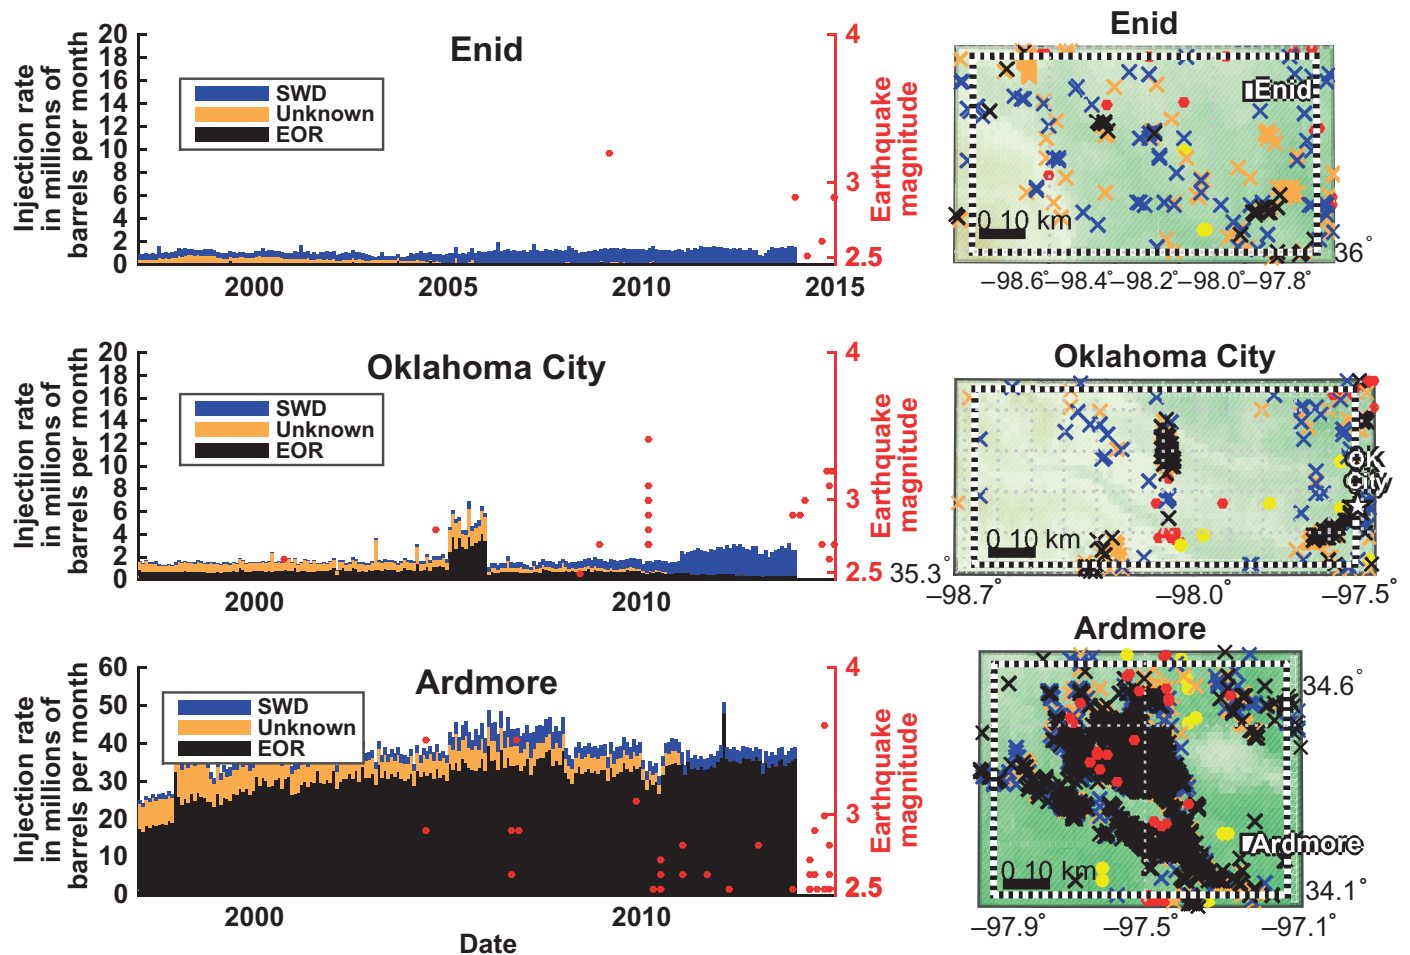 Enid
Injection rate
in millions of
barrels per month
20
18
16
14
12
10
8
6
4
2
0
SWD
Unknown
EOR
4
3
2.5
Earthquake
magnitude
2000
2005
2010
2015
Enid
Enid
0 10 km
36°
–98.6°
–98.4°
–98.2°
–98.0°
–97.8°
Oklahoma City
Injection rate
in millions of
barrels per month
20
18
16
14
12
10
8
6
4
2
0
SWD
Unknown
EOR
4
3
2.5
Earthquake
magnitude
2000
2010
Oklahoma City
OK
City
0 10 km
35.3°
–98.7°
–98.0°
–97.5°
Ardmore
Injection rate
in millions of
barrels per month
60
50
40
30
20
10
0
SWD
Unknown
EOR
4
3
2.5
Earthquake
magnitude
2000
2010
Date
Ardmore
34.6°
Ardmore
0 10 km
34.1°
–97.9°
–97.5°
–97.1°